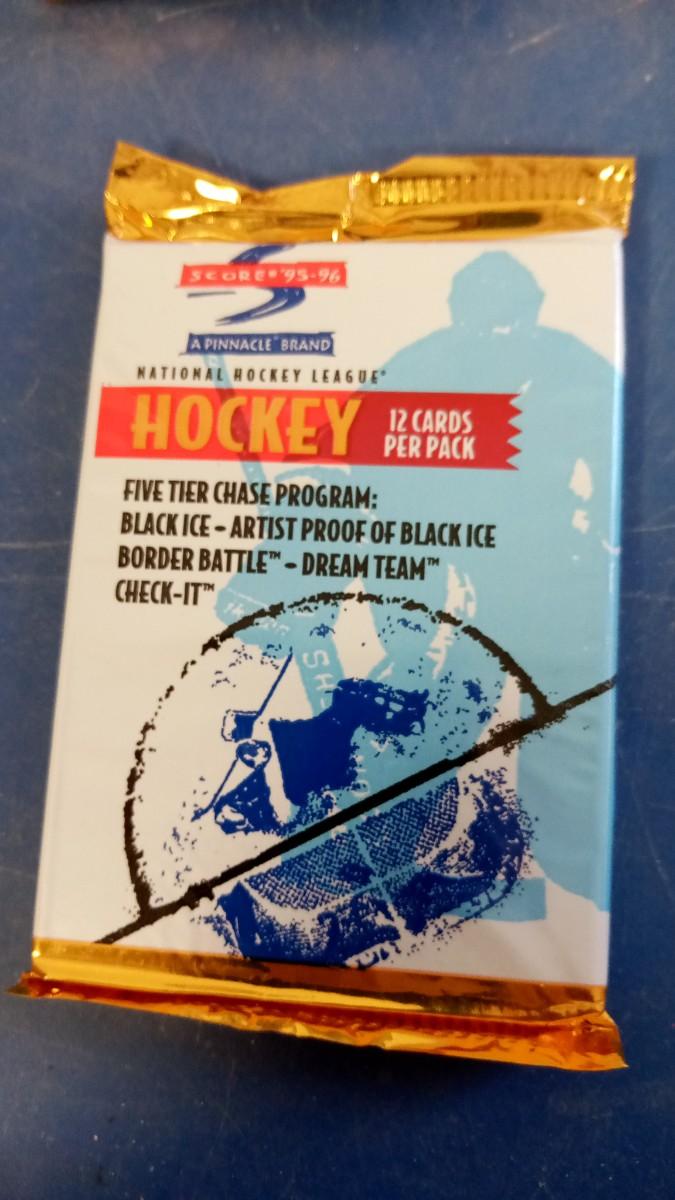 SCORE® '95-96
A PINNACLE™ BRAND
NATIONAL HOCKEY LEAGUE®
HOCKEY
12 CARDS
PER PACK
FIVE TIER CHASE PROGRAM:
BLACK ICE - ARTIST PROOF OF BLACK ICE
BORDER BATTLE™ - DREAM TEAM™
CHECK-IT™